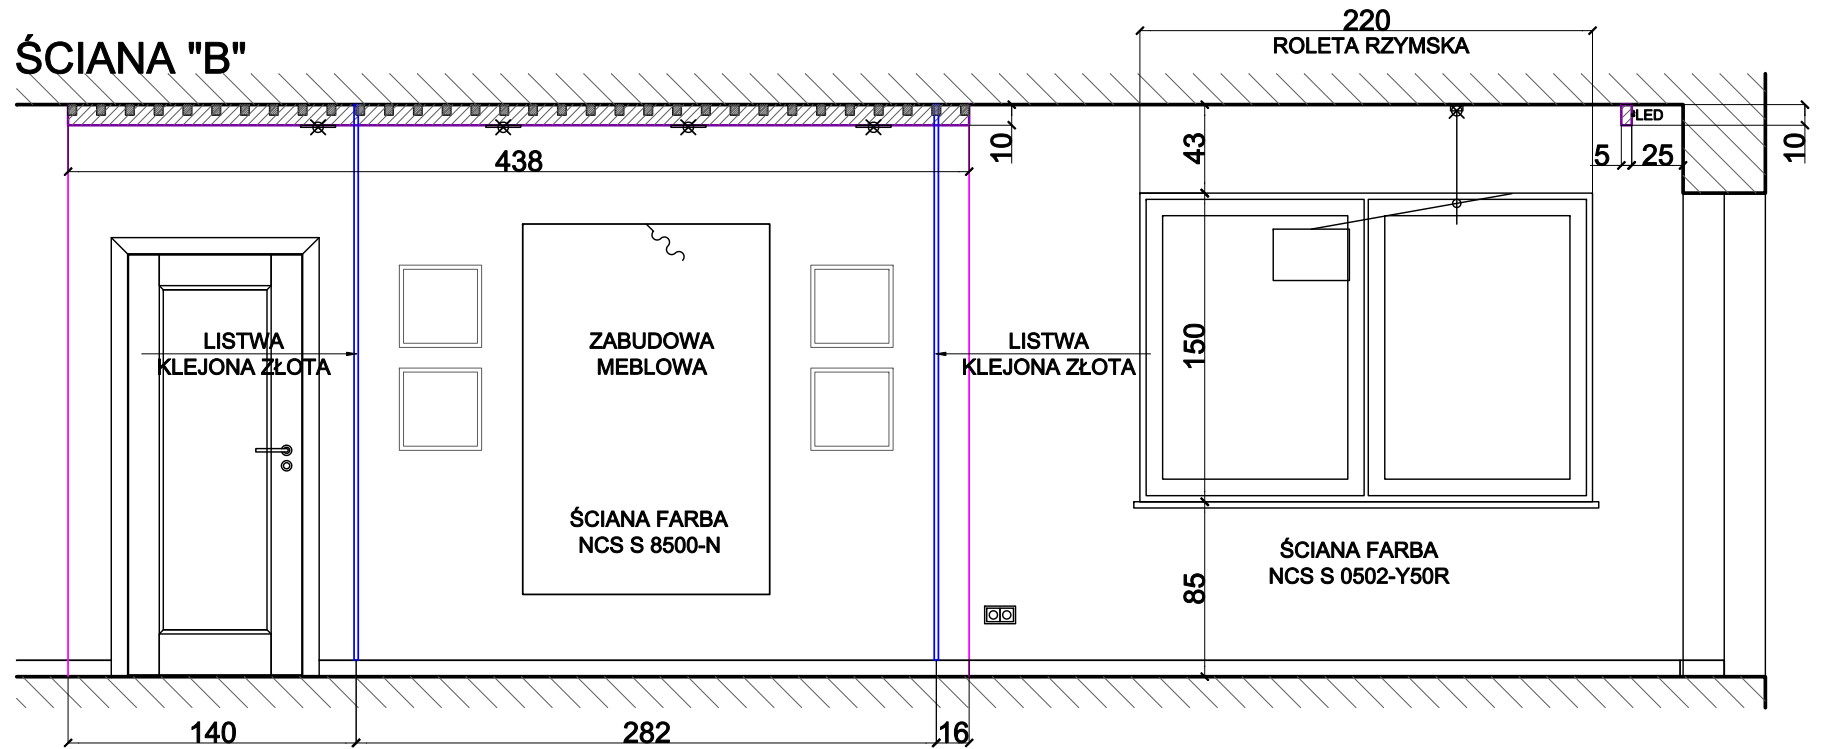 220
ROLETA RZYMSKA
ŚCIANA "B"
LED
438
10
43
5
25
10
LISTWA
KLEJONA ZŁOTA
ZABUDOWA
MEBLOWA
LISTWA
KLEJONA ZŁOTA
150
ŚCIANA FARBA
NCS S 8500-N
ŚCIANA FARBA
NCS S 0502-Y50R
85
140
282
16